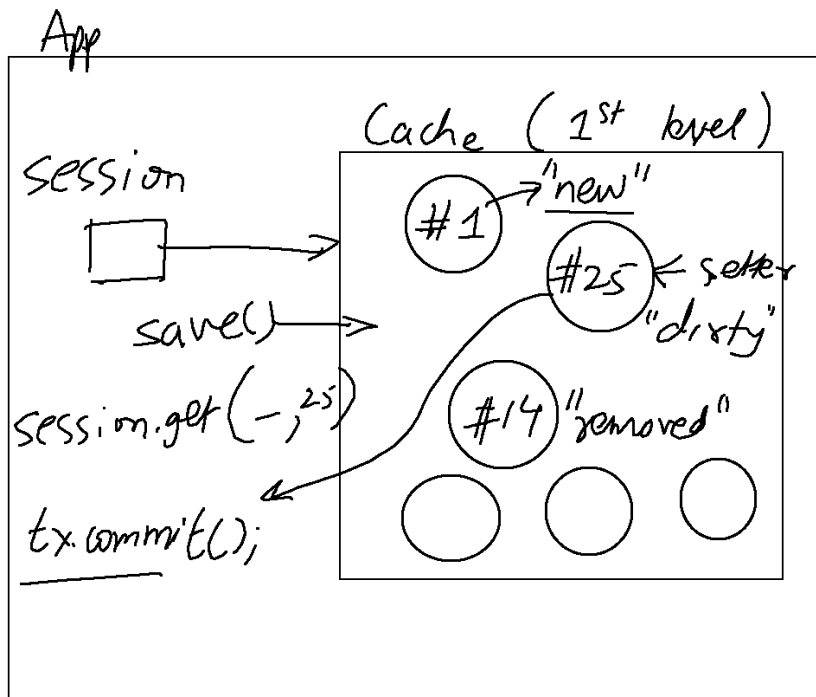 App
Cache (1st level)
session
"new"
#1
#25
setter
"dirty"
save()
session.get(-, 25)
#14 "removed"
tx.commit();